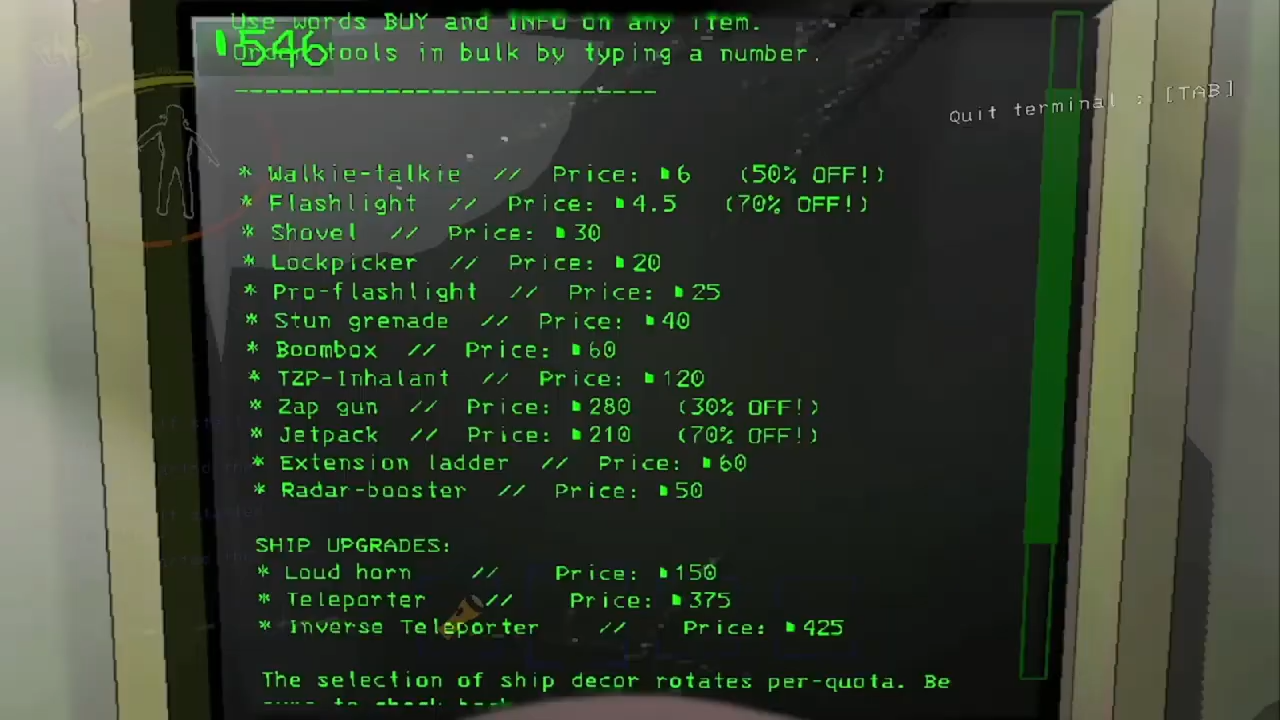 Use words BUY and INFO on any item.
546
Order tools in bulk by typing a number.
----------------------------
Quit terminal : [TAB]
* Walkie-talkie // Price: ▮6 (50% OFF!)
* Flashlight // Price: ▮4.5 (70% OFF!)
* Shovel // Price: ▮30
* Lockpicker // Price: ▮20
* Pro-flashlight // Price: ▮25
* Stun grenade // Price: ▮40
* Boombox // Price: ▮60
* TZP-Inhalant // Price: ▮120
* Zap gun // Price: ▮280 (30% OFF!)
* Jetpack // Price: ▮210 (70% OFF!)
* Extension ladder // Price: ▮60
* Radar-booster // Price: ▮50
SHIP UPGRADES:
* Loud horn // Price: ▮150
* Teleporter // Price: ▮375
* Inverse Teleporter // Price: ▮425
The selection of ship decor rotates per-quota. Be